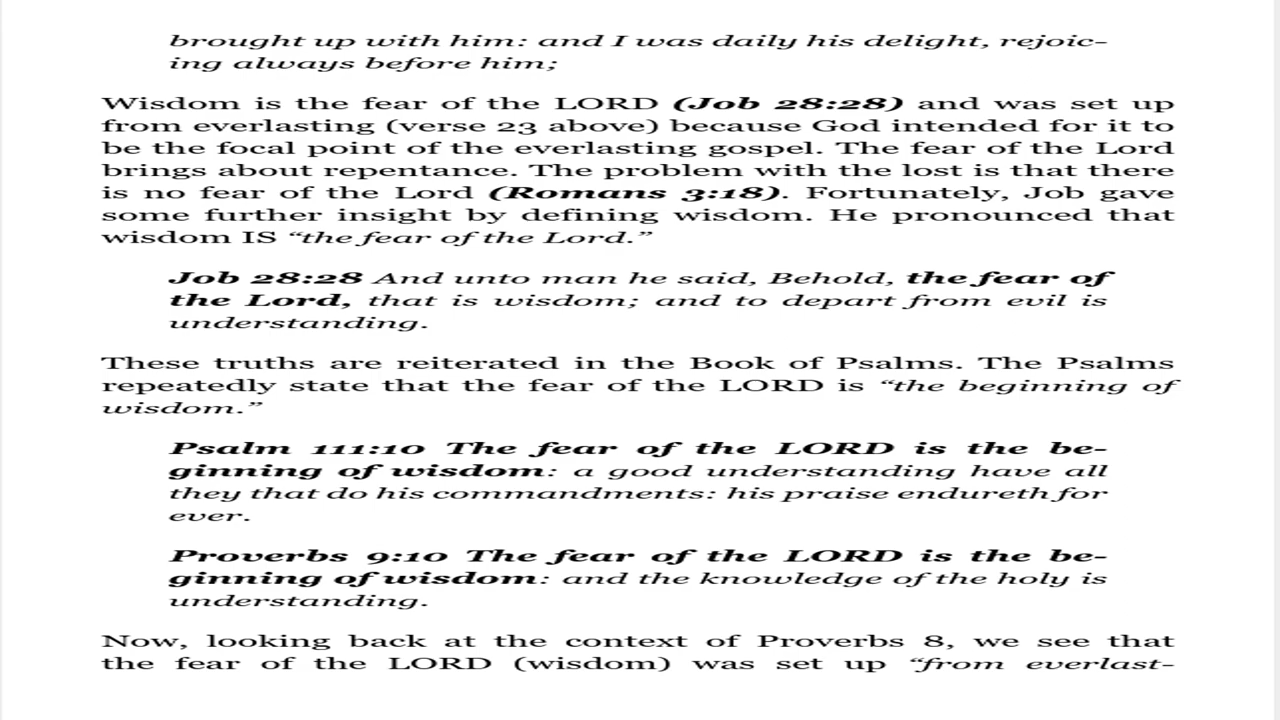 brought up with him: and I was daily his delight, rejoic-
ing always before him;
Wisdom is the fear of the LORD (Job 28:28) and was set up
from everlasting (verse 23 above) because God intended for it to
be the focal point of the everlasting gospel. The fear of the Lord
brings about repentance. The problem with the lost is that there
is no fear of the Lord (Romans 3:18). Fortunately, Job gave
some further insight by defining wisdom. He pronounced that
wisdom IS “the fear of the Lord.”
Job 28:28 And unto man he said, Behold, the fear of
the Lord, that is wisdom; and to depart from evil is
understanding.
These truths are reiterated in the Book of Psalms. The Psalms
repeatedly state that the fear of the LORD is “the beginning of
wisdom.”
Psalm 111:10 The fear of the LORD is the be-
ginning of wisdom: a good understanding have all
they that do his commandments: his praise endureth for
ever.
Proverbs 9:10 The fear of the LORD is the be-
ginning of wisdom: and the knowledge of the holy is
understanding.
Now, looking back at the context of Proverbs 8, we see that
the fear of the LORD (wisdom) was set up “from everlast-